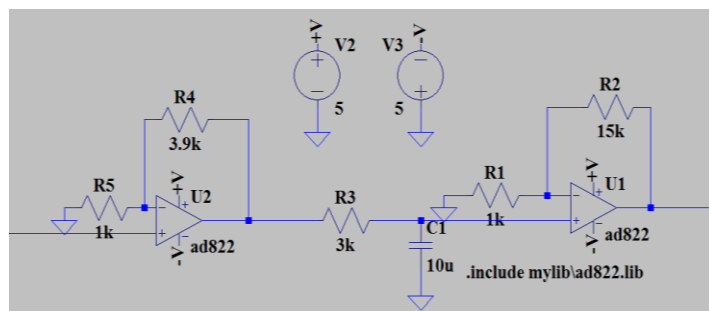 +V
V2
5
-V
V3
5
R4
3.9k
R5
1k
+V
U2
-V
ad822
R3
3k
C1
10u
R1
1k
R2
15k
+V
U1
-V
ad822
.include mylib\ad822.lib